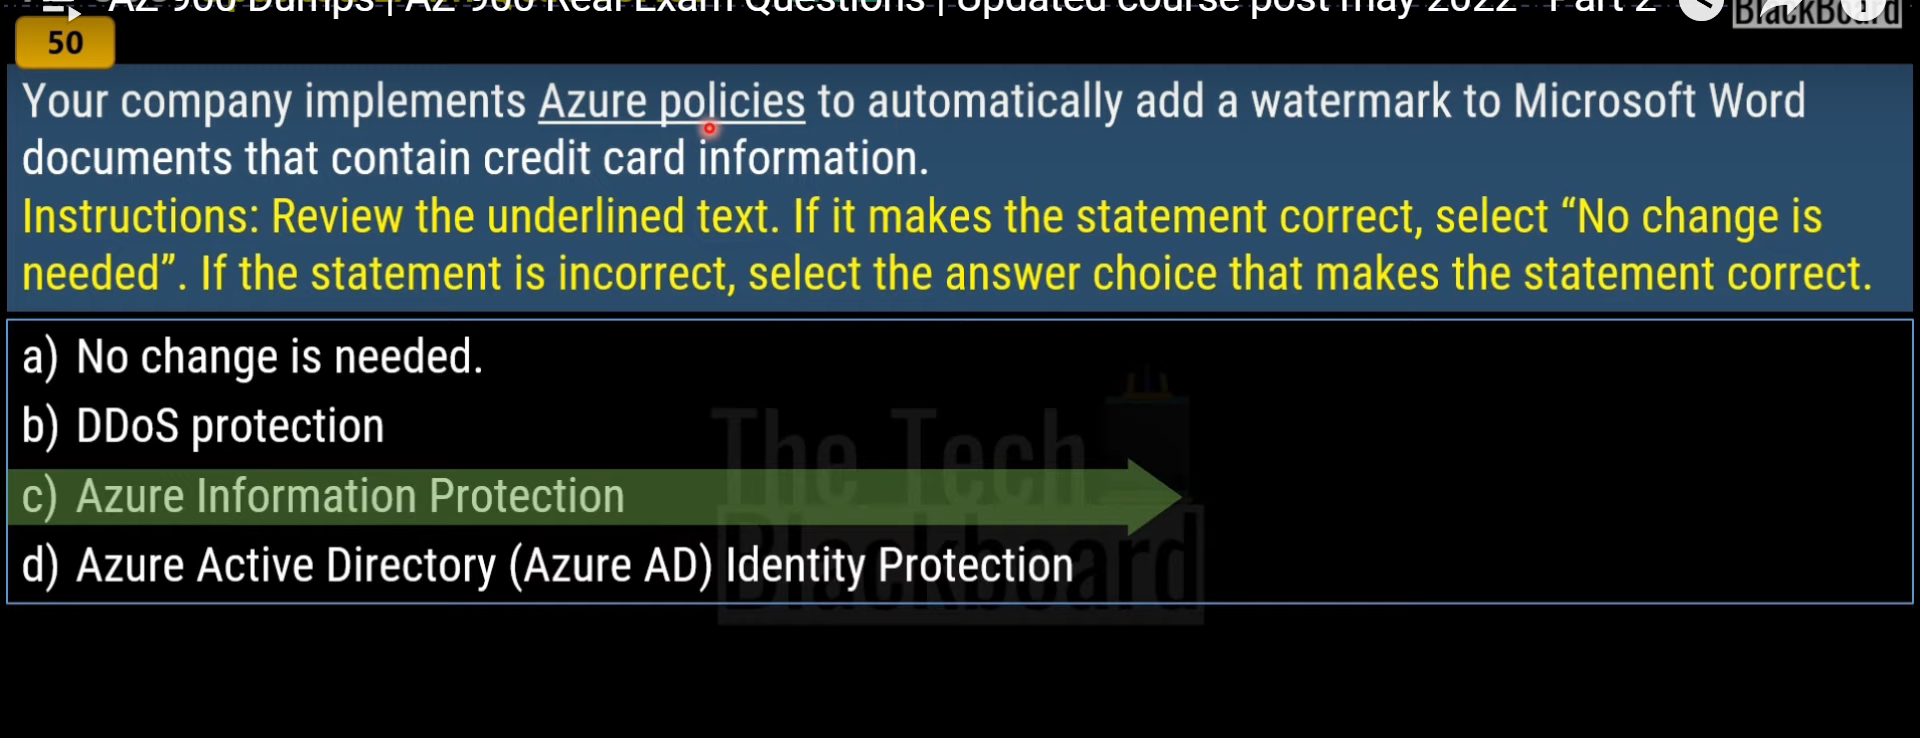 AZ-900 Dumps | AZ-900 Real Exam Questions | Updated course post may 2022 - Part 2
BlackBoard
50
Your company implements Azure policies to automatically add a watermark to Microsoft Word
documents that contain credit card information.
Instructions: Review the underlined text. If it makes the statement correct, select “No change is
needed”. If the statement is incorrect, select the answer choice that makes the statement correct.
a) No change is needed.
b) DDoS protection
c) Azure Information Protection
d) Azure Active Directory (Azure AD) Identity Protection
The Tech
Blackboard